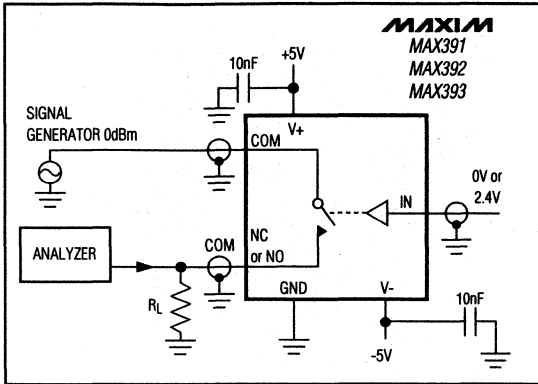 MAXIM
MAX391
MAX392
MAX393
+5V
10nF
SIGNAL
GENERATOR 0dBm
V+
COM
0V or
2.4V
IN
COM
NC
or NO
ANALYZER
RL
GND
V-
10nF
-5V